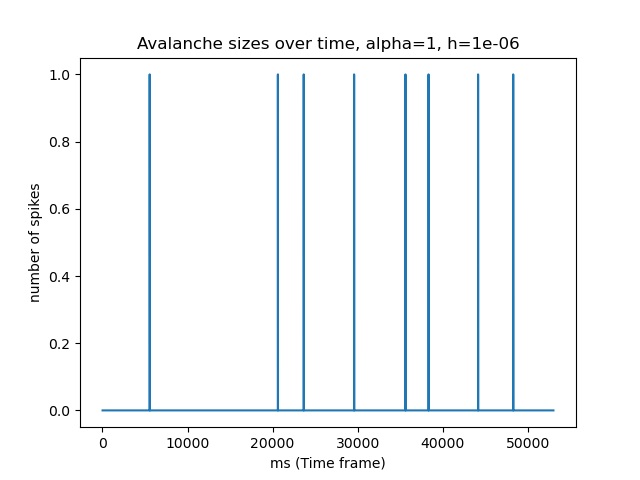 Avalanche sizes over time, alpha=1, h=1e-06
1.0
0.8
0.6
0.4
0.2
0.0
number of spikes
0 10000 20000 30000 40000 50000
ms (Time frame)